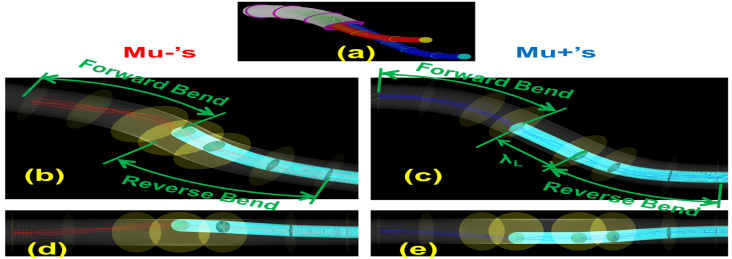 (a)
Mu-'s
Mu+'s
Forward Bend
(b)
Reverse Bend
Forward Bend
λL
(c)
Reverse Bend
(d)
(e)